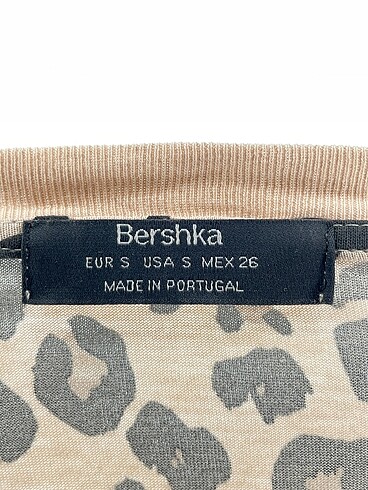 Bershka
EUR S USA S MEX 26
MADE IN PORTUGAL